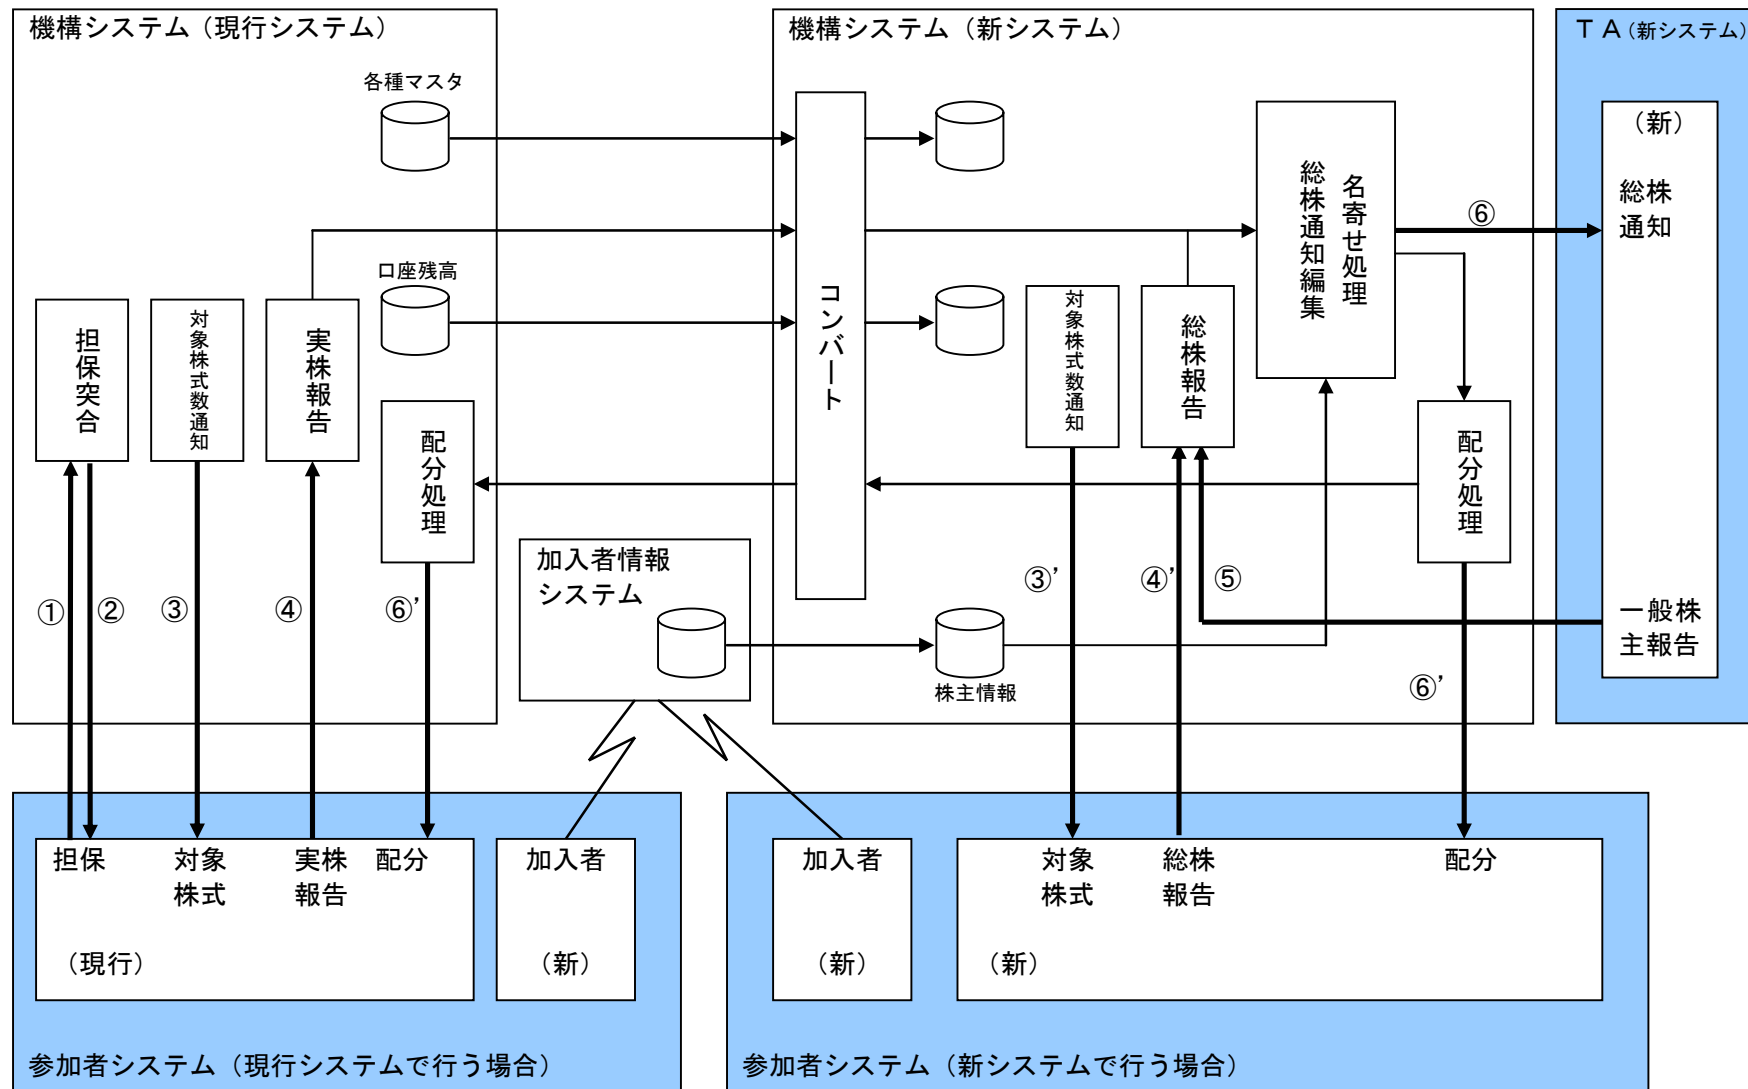 機構システム（現行システム）
各種マスタ
口座残高
担保突合
対象株式数通知
実株報告
配分処理
①
②
③
④
⑥’
加入者情報
システム
機構システム（新システム）
コンバート
対象株式数通知
総株報告
名寄せ処理
総株通知編集
配分処理
株主情報
③’
④’
⑤
⑥
⑥’
ＴＡ（新システム）
（新）
総株
通知
一般株
主報告
担保
対象
株式
実株
報告
配分
（現行）
加入者
（新）
参加者システム（現行システムで行う場合）
加入者
（新）
対象
株式
総株
報告
配分
（新）
参加者システム（新システムで行う場合）